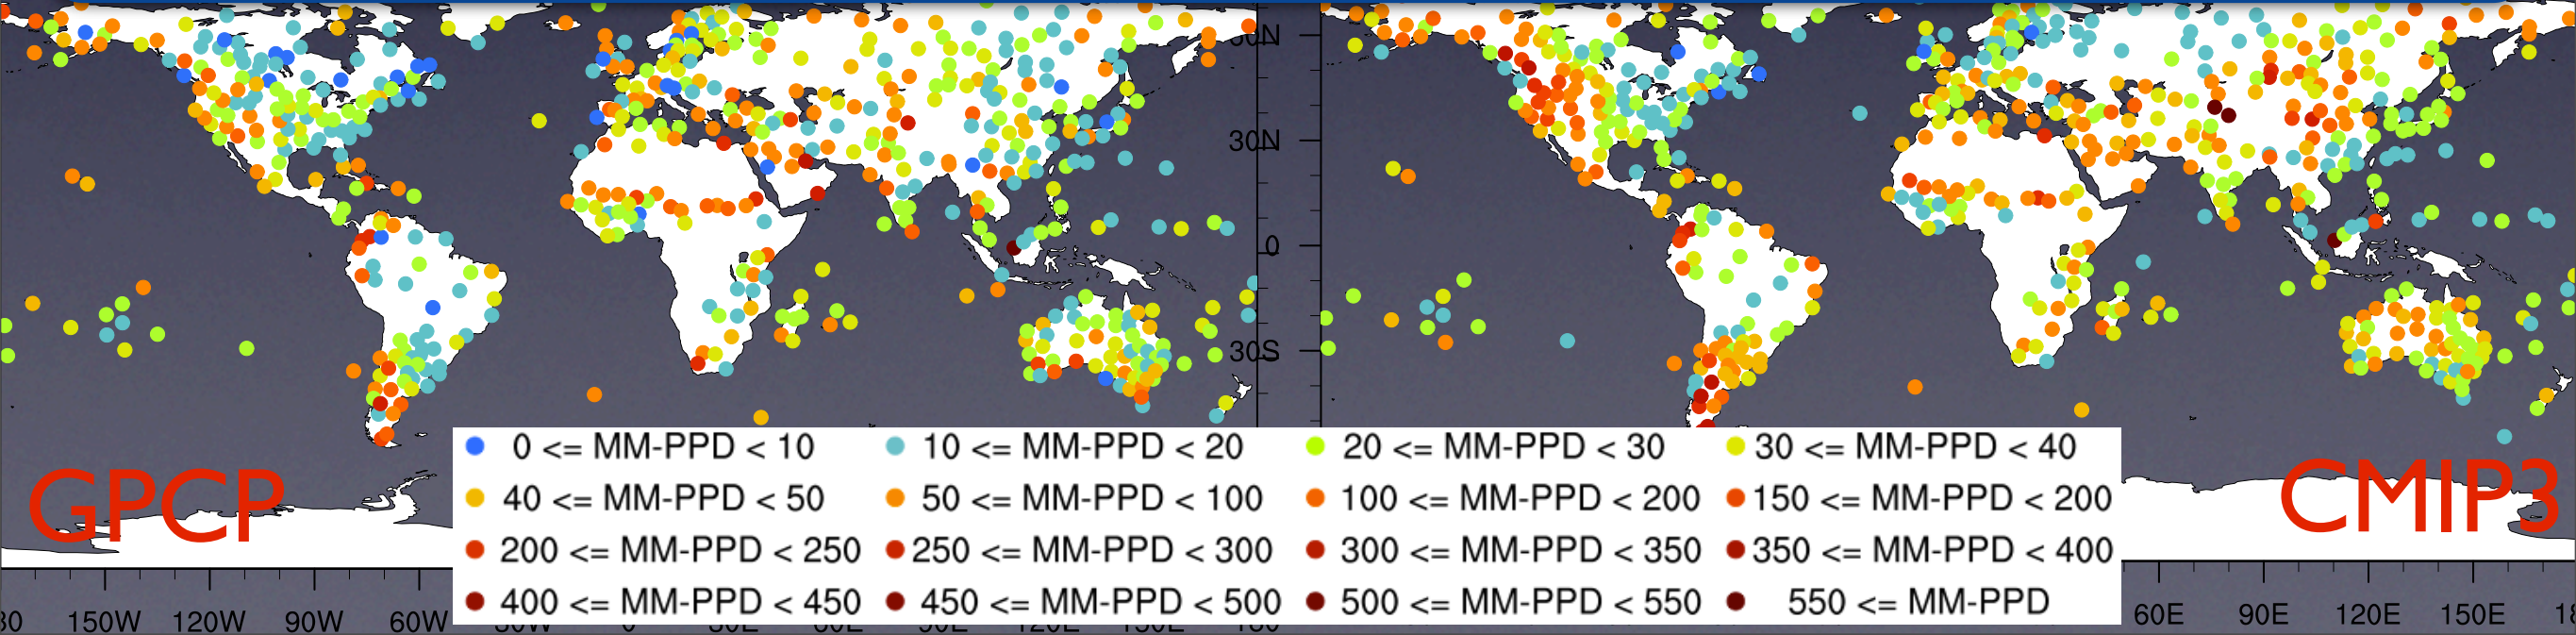 30N
0
30S
0 <= MM-PPD < 10
10 <= MM-PPD < 20
20 <= MM-PPD < 30
30 <= MM-PPD < 40
40 <= MM-PPD < 50
50 <= MM-PPD < 100
100 <= MM-PPD < 200
150 <= MM-PPD < 200
200 <= MM-PPD < 250
250 <= MM-PPD < 300
300 <= MM-PPD < 350
350 <= MM-PPD < 400
400 <= MM-PPD < 450
450 <= MM-PPD < 500
500 <= MM-PPD < 550
550 <= MM-PPD
GPCP
CMIP3
150W 120W 90W 60W
60E 90E 120E 150E